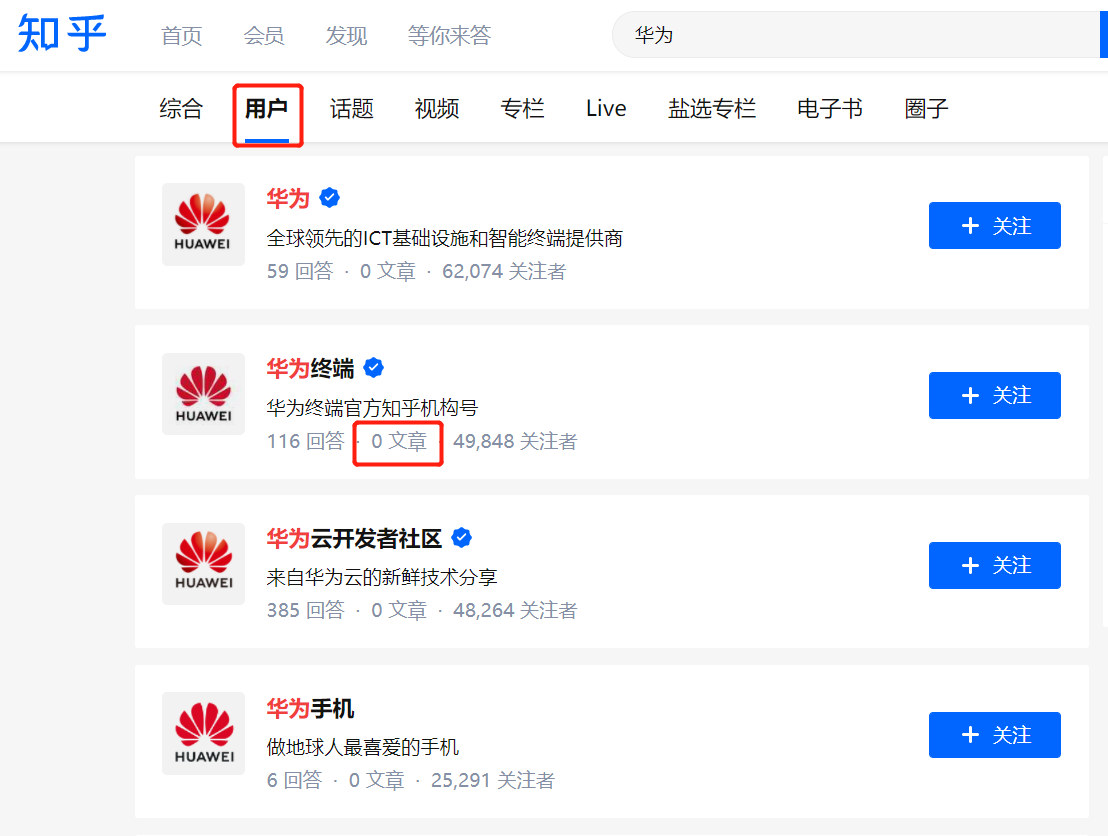 知乎 首页 会员 发现 等你来答 华为
综合 用户 话题 视频 专栏 Live 盐选专栏 电子书 圈子
HUAWEI
华为
全球领先的ICT基础设施和智能终端提供商
59 回答 · 0 文章 · 62,074 关注者
+ 关注
HUAWEI
华为终端
华为终端官方知乎机构号
116 回答 · 0 文章 · 49,848 关注者
+ 关注
HUAWEI
华为云开发者社区
来自华为云的新鲜技术分享
385 回答 · 0 文章 · 48,264 关注者
+ 关注
HUAWEI
华为手机
做地球人最喜爱的手机
6 回答 · 0 文章 · 25,291 关注者
+ 关注